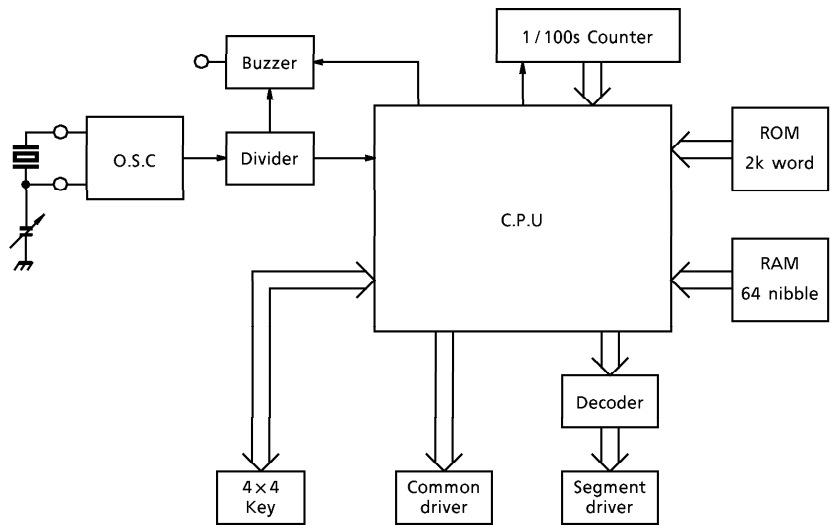 1/100s Counter
Buzzer
ROM
2k word
O.S.C
Divider
C.P.U
RAM
64 nibble
Decoder
4×4
Key
Common
driver
Segment
driver